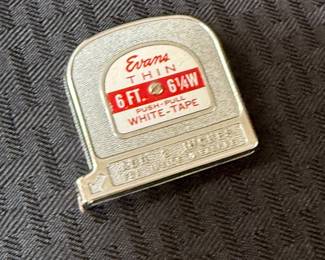 Evans
THIN
6 FT. 6¼W
PUSH-PULL
WHITE-TAPE